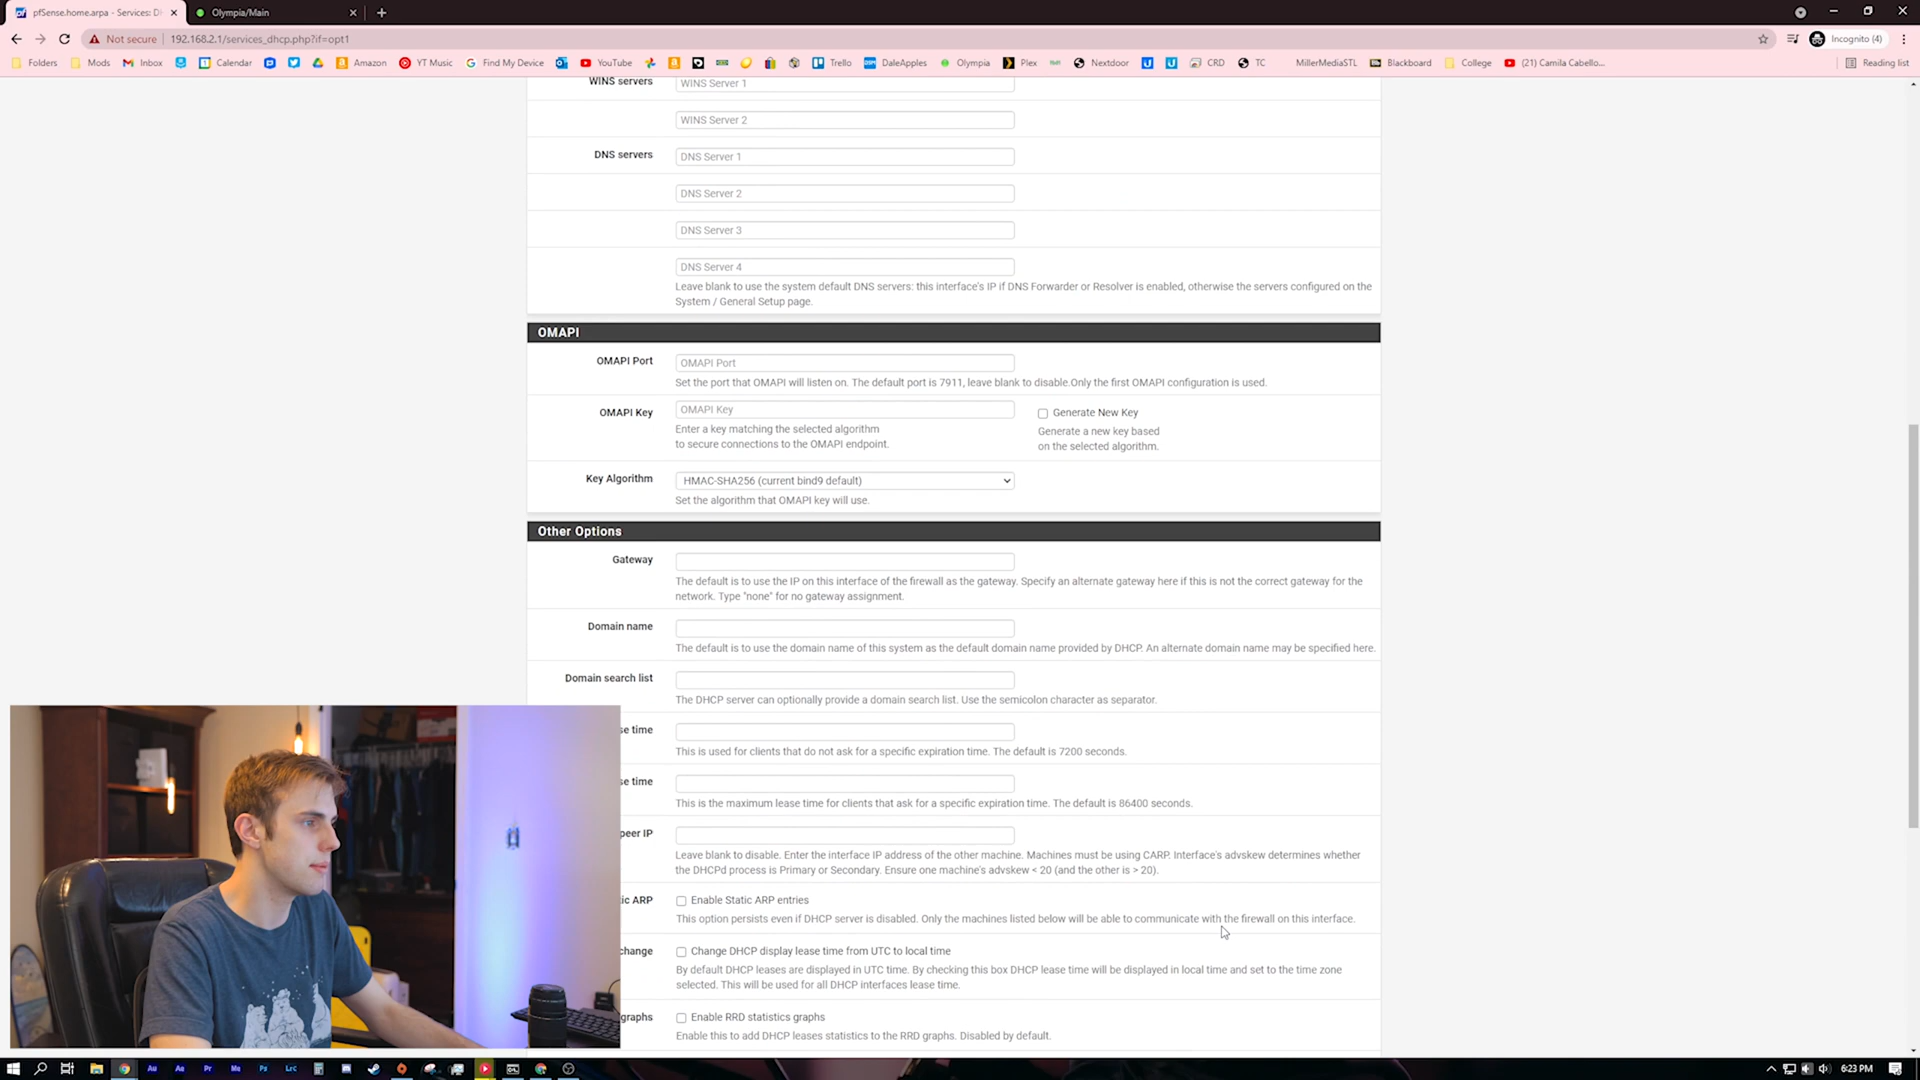 pfSense.home.arpa - Services: DH
Olympia/Main
Not secure
192.168.2.1/services_dhcp.php?if=opt1
Incognito (4)
Folders
Mods
Inbox
Calendar
Amazon
YT Music
Find My Device
YouTube
Trello
DaleApples
Olympia
Plex
Nextdoor
CRD
TC
MillerMediaSTL
Blackboard
College
(21) Camila Cabello...
Reading list
WINS servers
WINS Server 1
WINS Server 2
DNS servers
DNS Server 1
DNS Server 2
DNS Server 3
DNS Server 4
Leave blank to use the system default DNS servers: this interface's IP if DNS Forwarder or Resolver is enabled, otherwise the servers configured on the
System / General Setup page.
OMAPI
OMAPI Port
OMAPI Port
Set the port that OMAPI will listen on. The default port is 7911, leave blank to disable.Only the first OMAPI configuration is used.
OMAPI Key
OMAPI Key
Generate New Key
Enter a key matching the selected algorithm
to secure connections to the OMAPI endpoint.
Generate a new key based
on the selected algorithm.
Key Algorithm
HMAC-SHA256 (current bind9 default)
Set the algorithm that OMAPI key will use.
Other Options
Gateway
The default is to use the IP on this interface of the firewall as the gateway. Specify an alternate gateway here if this is not the correct gateway for the
network. Type "none" for no gateway assignment.
Domain name
The default is to use the domain name of this system as the default domain name provided by DHCP. An alternate domain name may be specified here.
Domain search list
The DHCP server can optionally provide a domain search list. Use the semicolon character as separator.
se time
This is used for clients that do not ask for a specific expiration time. The default is 7200 seconds.
se time
This is the maximum lease time for clients that ask for a specific expiration time. The default is 86400 seconds.
peer IP
Leave blank to disable. Enter the interface IP address of the other machine. Machines must be using CARP. Interface's advskew determines whether
the DHCPd process is Primary or Secondary. Ensure one machine's advskew < 20 (and the other is > 20).
ic ARP
Enable Static ARP entries
This option persists even if DHCP server is disabled. Only the machines listed below will be able to communicate with the firewall on this interface.
change
Change DHCP display lease time from UTC to local time
By default DHCP leases are displayed in UTC time. By checking this box DHCP lease time will be displayed in local time and set to the time zone
selected. This will be used for all DHCP interfaces lease time.
graphs
Enable RRD statistics graphs
Enable this to add DHCP leases statistics to the RRD graphs. Disabled by default.
Au
Ae
Pr
Me
Ps
Lrc
6:23 PM